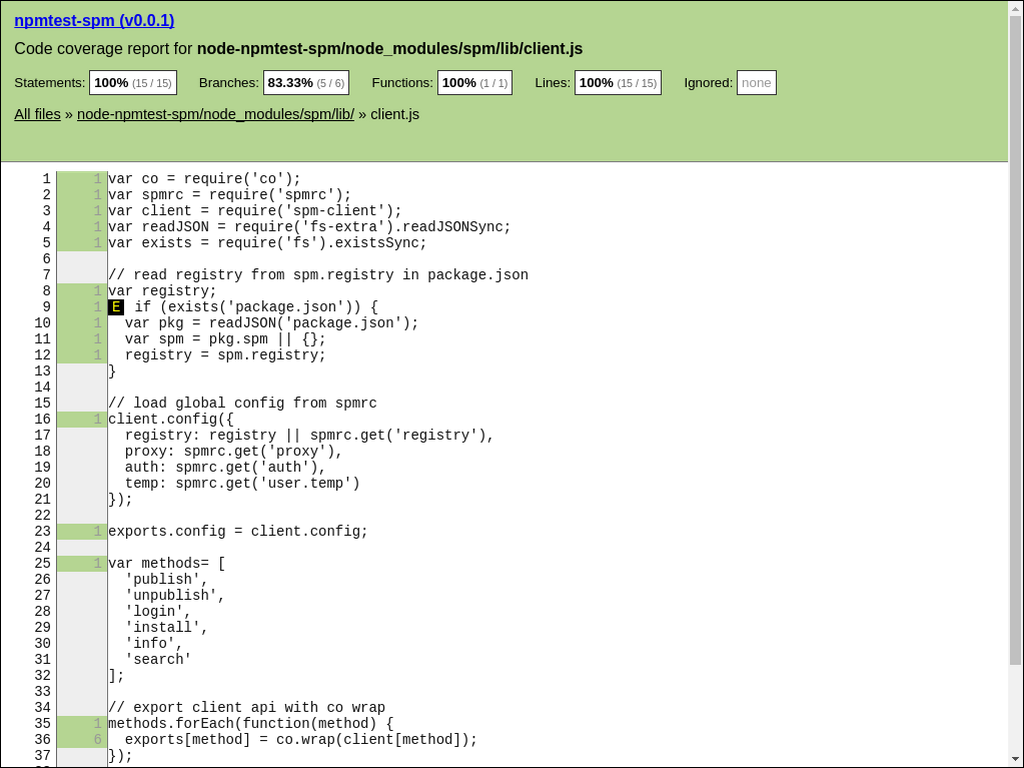 npmtest-spm (v0.0.1)
Code coverage report for node-npmtest-spm/node_modules/spm/lib/client.js
Statements: 100% (15 / 15) Branches: 83.33% (5 / 6) Functions: 100% (1 / 1) Lines: 100% (15 / 15) Ignored: none
All files » node-npmtest-spm/node_modules/spm/lib/ » client.js
1 1 var co = require('co');
2 1 var spmrc = require('spmrc');
3 1 var client = require('spm-client');
4 1 var readJSON = require('fs-extra').readJSONSync;
5 1 var exists = require('fs').existsSync;
6
7 // read registry from spm.registry in package.json
8 1 var registry;
9 1 E if (exists('package.json')) {
10 1   var pkg = readJSON('package.json');
11 1   var spm = pkg.spm || {};
12 1   registry = spm.registry;
13 }
14
15 // load global config from spmrc
16 1 client.config({
17   registry: registry || spmrc.get('registry'),
18   proxy: spmrc.get('proxy'),
19   auth: spmrc.get('auth'),
20   temp: spmrc.get('user.temp')
21 });
22
23 1 exports.config = client.config;
24
25 1 var methods= [
26   'publish',
27   'unpublish',
28   'login',
29   'install',
30   'info',
31   'search'
32 ];
33
34 // export client api with co wrap
35 1 methods.forEach(function(method) {
36 6   exports[method] = co.wrap(client[method]);
37 });